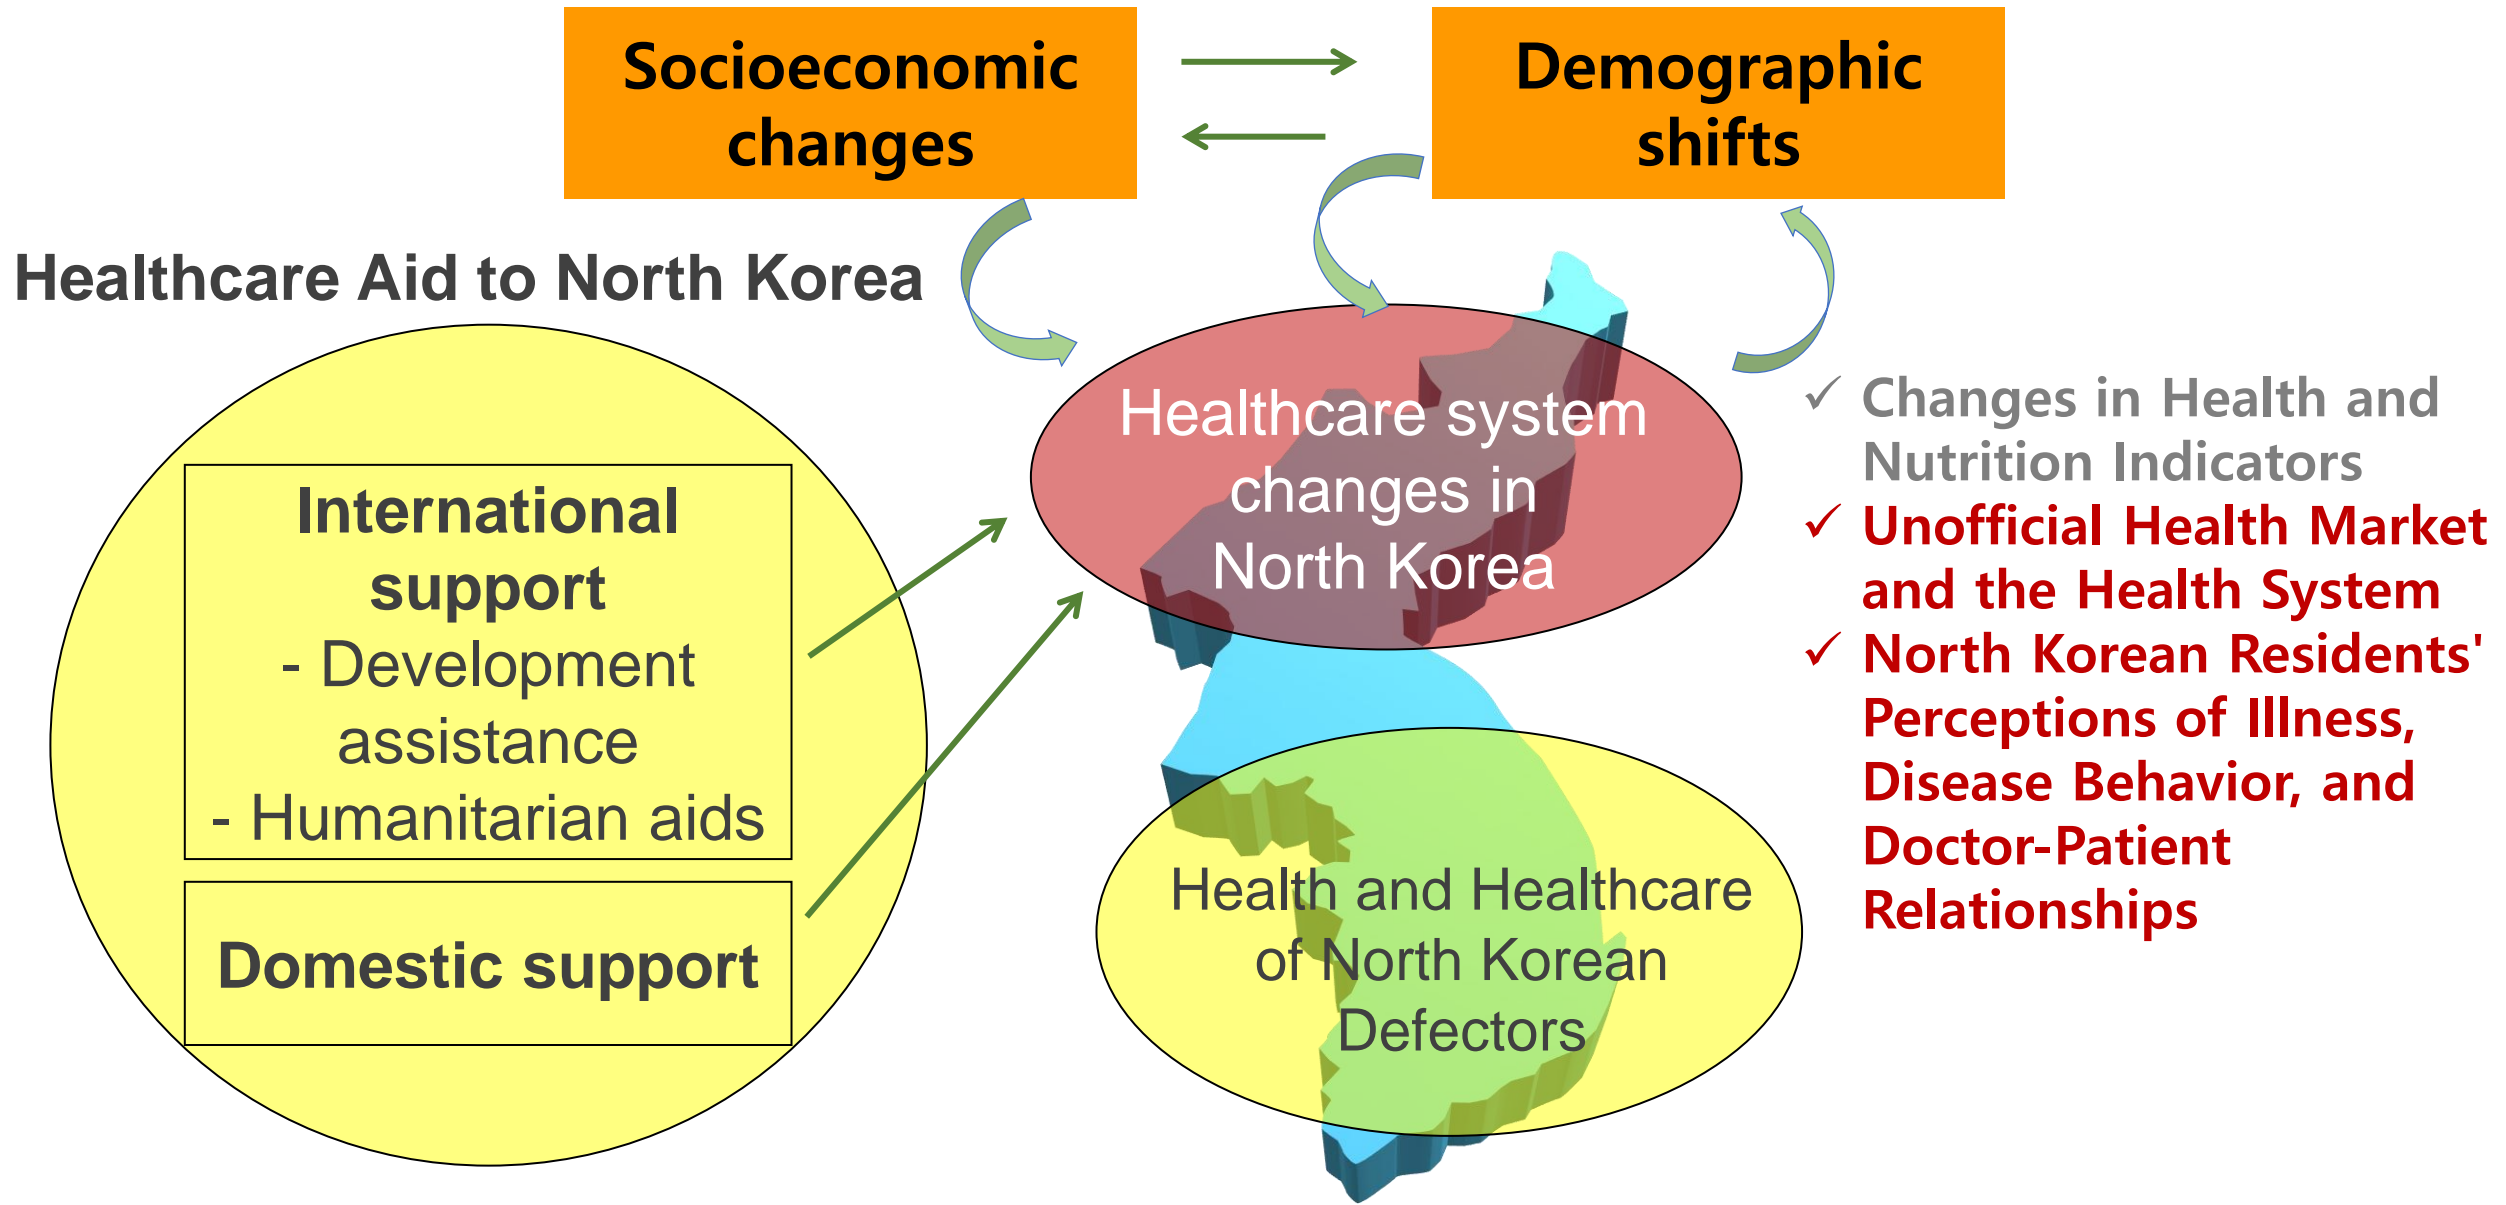 Socioeconomic
changes
Demographic
shifts
Healthcare Aid to North Korea
International
support
- Development
assistance
- Humanitarian aids
Domestic support
Healthcare system
changes in
North Korea
Health and Healthcare
of North Korean
Defectors
✓ Changes in Health and
Nutrition Indicators
✓ Unofficial Health Market
and the Health System
✓ North Korean Residents'
Perceptions of Illness,
Disease Behavior, and
Doctor-Patient
Relationships